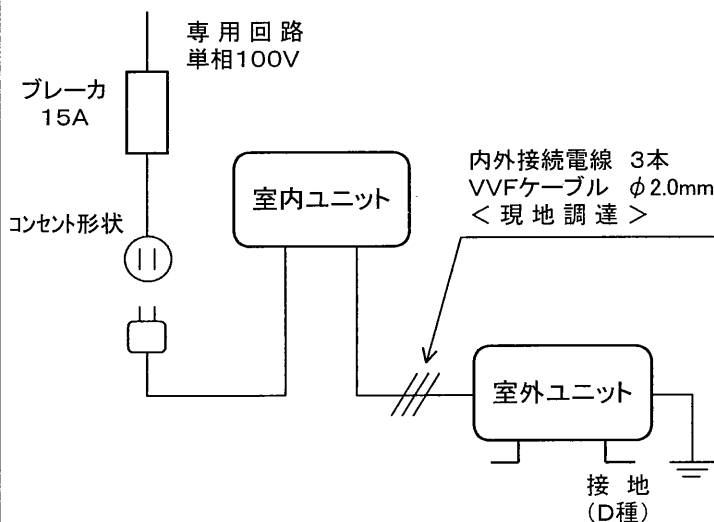 専用回路
単相100V
ブレーカ
15A
コンセント形状
室内ユニット
内外接続電線 3本
VVFケーブル φ2.0mm
<現地調達>
室外ユニット
接地
(D種)